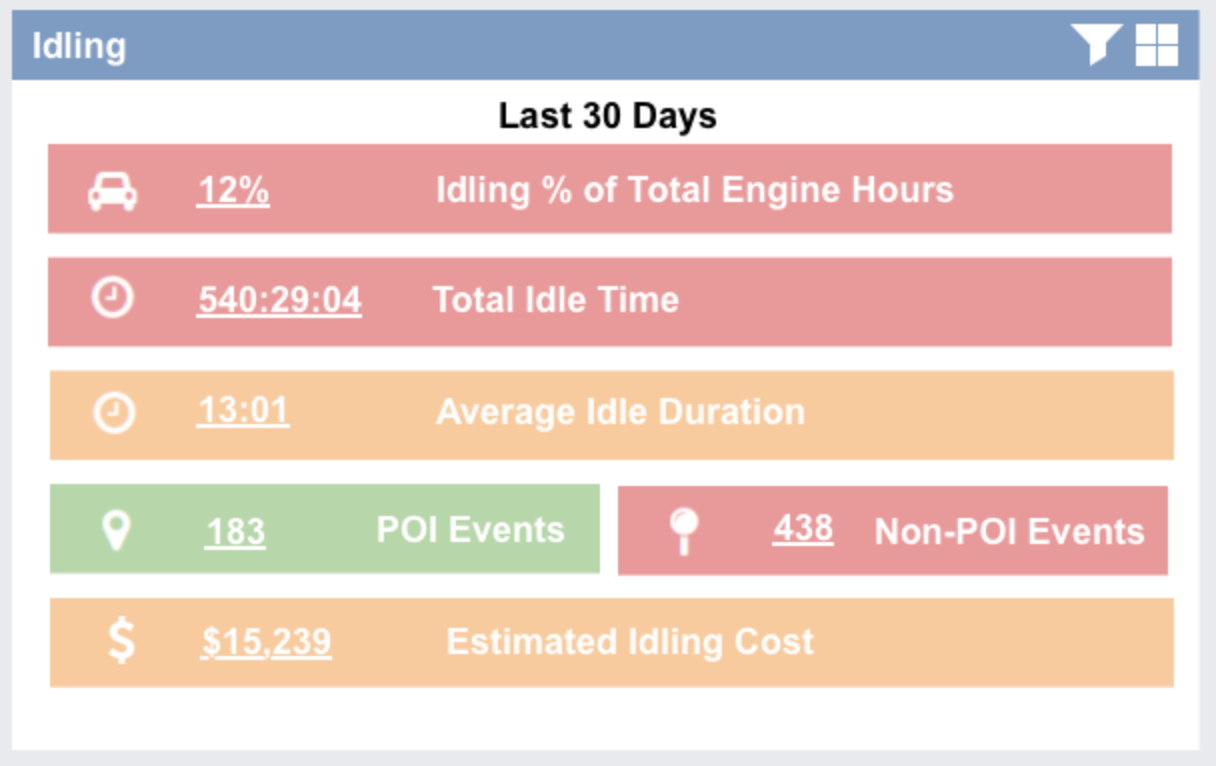 Idling
Last 30 Days
12% Idling % of Total Engine Hours
540:29:04 Total Idle Time
13:01 Average Idle Duration
183 POI Events 438 Non-POI Events
$ $15,239 Estimated Idling Cost